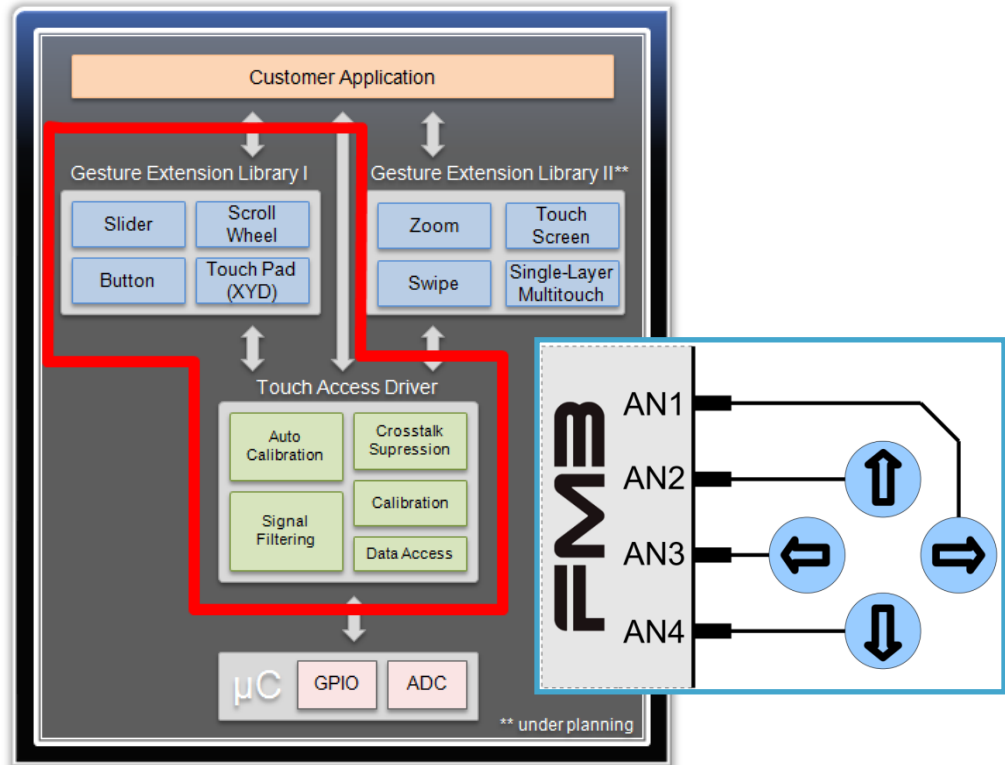 Customer Application
Gesture Extension Library I
Slider
Scroll
Wheel
Button
Touch Pad
(XYD)
Gesture Extension Library II**
Zoom
Touch
Screen
Swipe
Single-Layer
Multitouch
Touch Access Driver
Auto
Calibration
Crosstalk
Supression
Signal
Filtering
Calibration
Data Access
µC
GPIO
ADC
** under planning
FM3
AN1
AN2
AN3
AN4